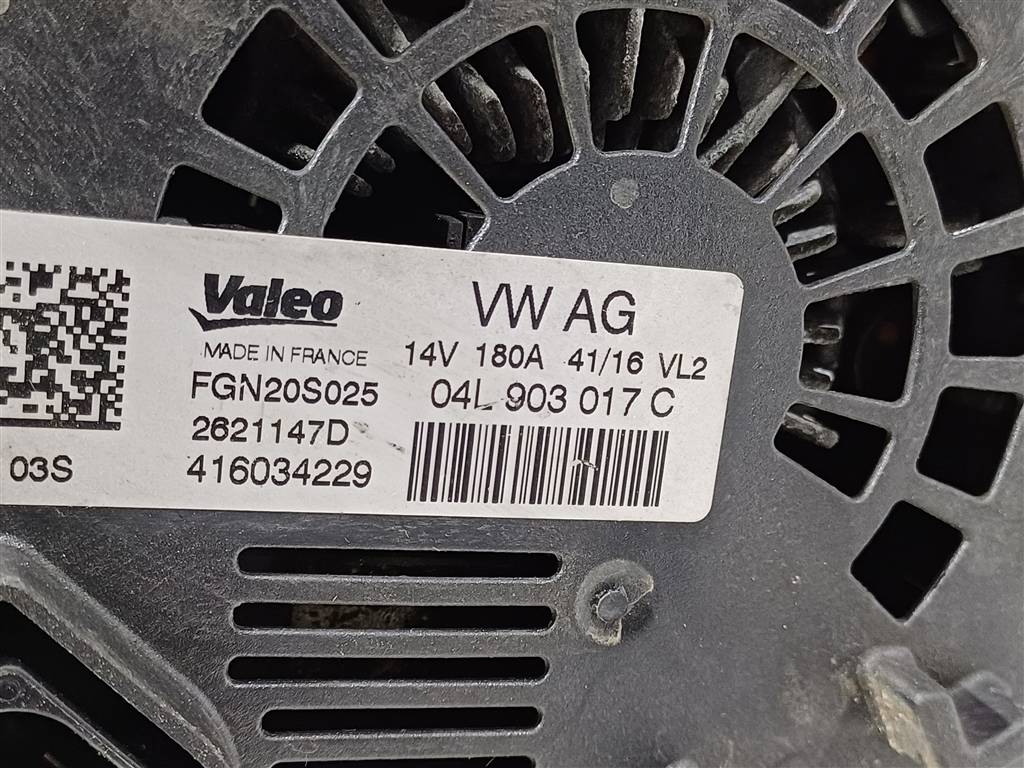 Valeo
MADE IN FRANCE
FGN20S025
2621147D
416034229
03S
VW AG
14V 180A 41/16 VL2
04L 903 017 C